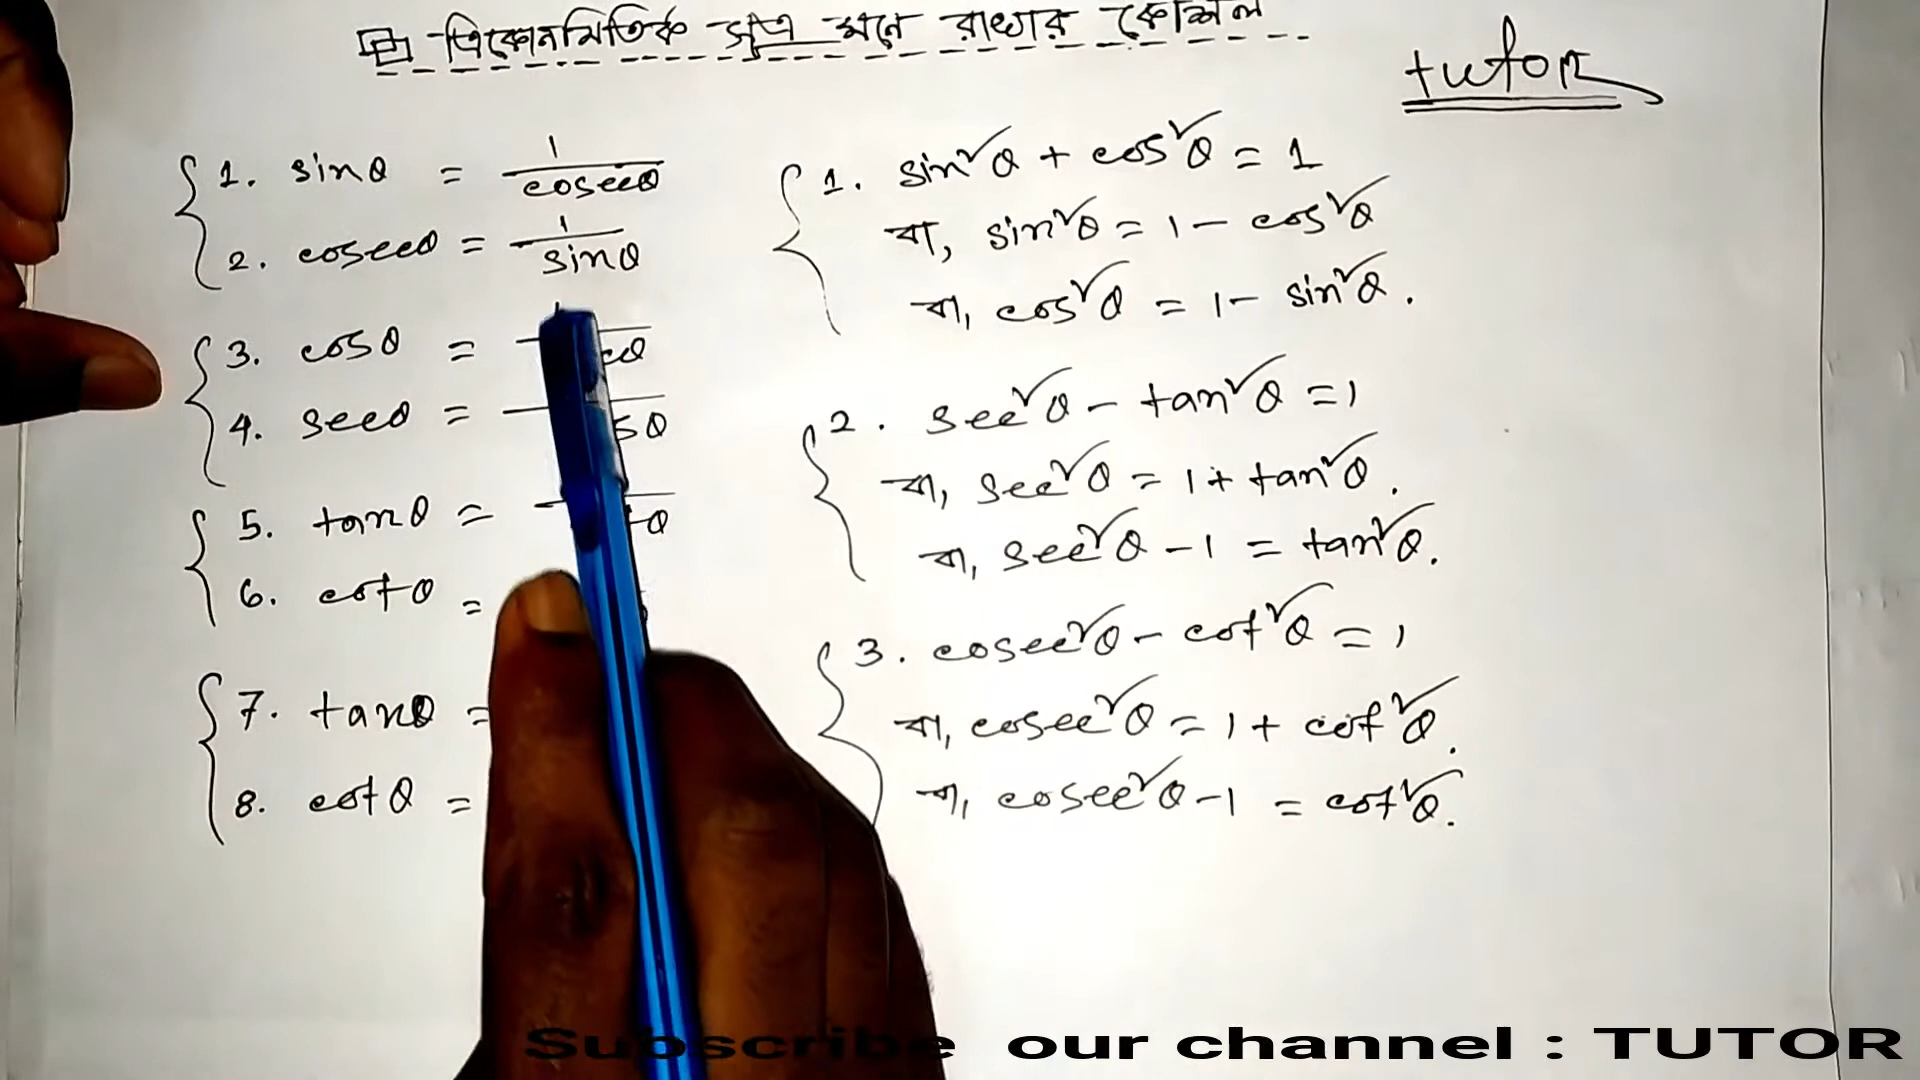 ত্রিকোনমিতিক সূত্র মনে রাখার কৌশল
tutor
1. sinθ = 1/cosecθ
2. cosecθ = 1/sinθ
3. cosθ =
4. secθ =
5. tanθ =
6. cotθ =
7. tanθ =
8. cotθ =
1. sin²θ + cos²θ = 1
বা, sin²θ = 1 - cos²θ
বা, cos²θ = 1 - sin²θ.
2. sec²θ - tan²θ = 1
বা, sec²θ = 1 + tan²θ.
বা, sec²θ - 1 = tan²θ.
3. cosec²θ - cot²θ = 1
বা, cosec²θ = 1 + cot²θ.
বা, cosec²θ - 1 = cot²θ.
Subscribe our channel : TUTOR